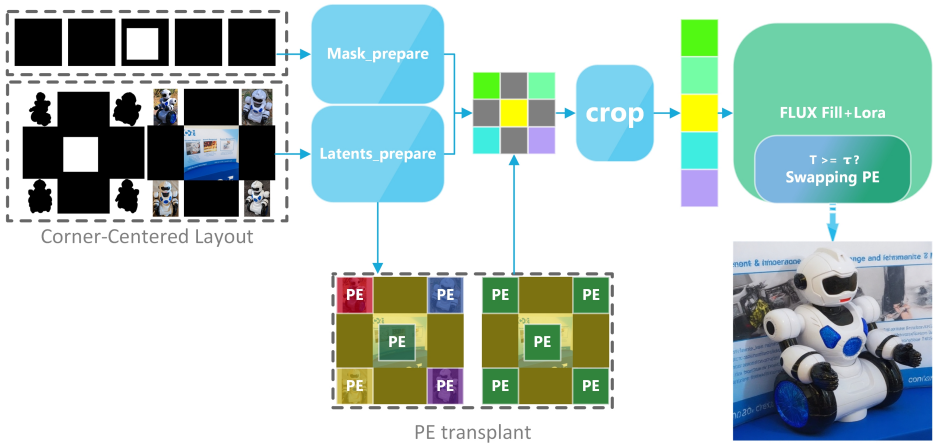 Mask_prepare
Latents_prepare
Corner-Centered Layout
crop
FLUX Fill+Lora
T >= τ?
Swapping PE
PE
PE
PE
PE
PE
PE
PE
PE
PE
PE
PE transplant